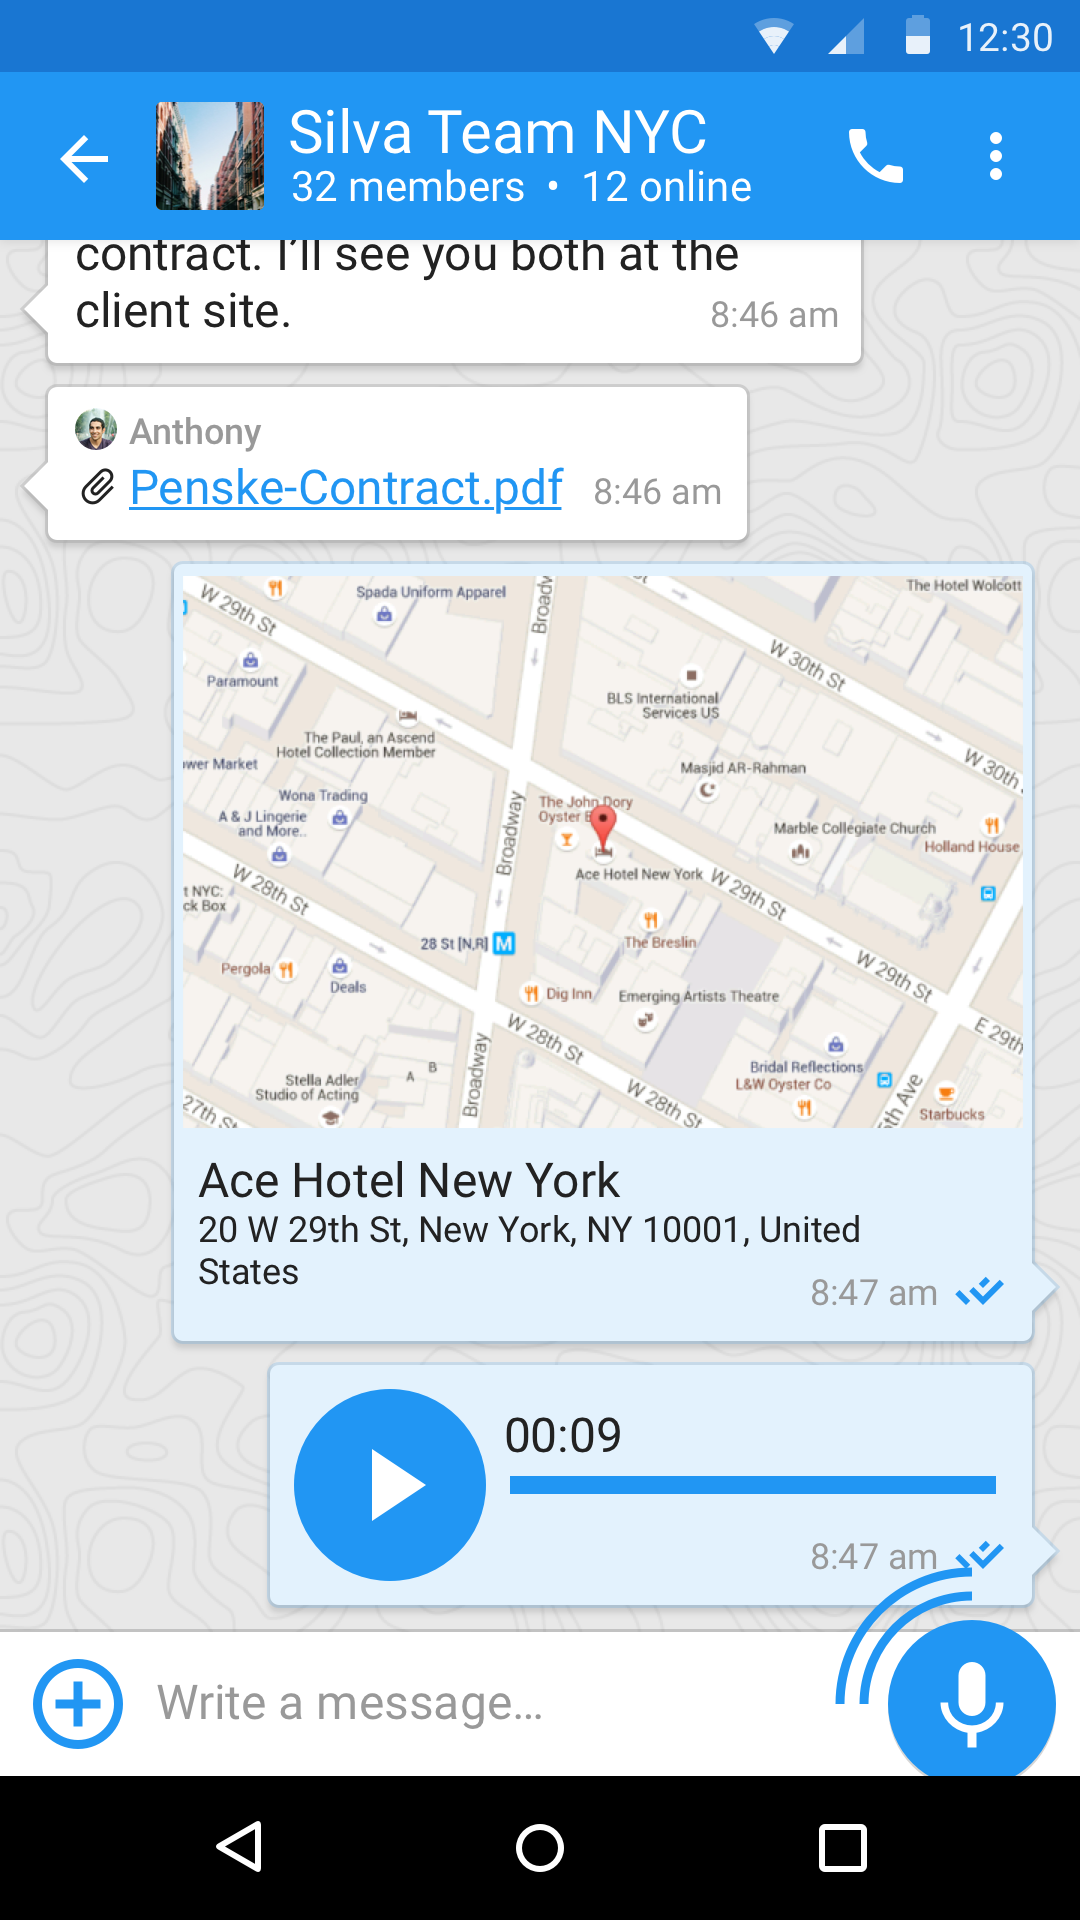 12:30
Silva Team NYC
32 members • 12 online
contract. I'll see you both at the
client site.
8:46 am
Anthony
Penske-Contract.pdf
8:46 am
W 29th St
Spada Uniform Apparel
Broadw
The Hotel Wolcott
W 30th St
Paramount
BLS International
Services US
The Paul, an Ascend
Hotel Collection Member
wer Market
Masjid AR-Rahman
W 30th
Wona Trading
A & J Lingerie
and More..
Broadway
The John Dory
Oyster B
Marble Collegiate Church
Holland House
W 28th St
t NYC:
ck Box
Ace Hotel New York
W 29th St
28 St [N,R]
M
The Breslin
Pergola
Deals
Dig Inn
Emerging Artists Theatre
W 29th St
W 28th St
E 29th
Broadway
A
B
Bridal Reflections
L&W Oyster Co
Stella Adler
Studio of Acting
27th St
W 28th St
5th Ave
Starbucks
Ace Hotel New York
20 W 29th St, New York, NY 10001, United
States
8:47 am
00:09
8:47 am
Write a message...